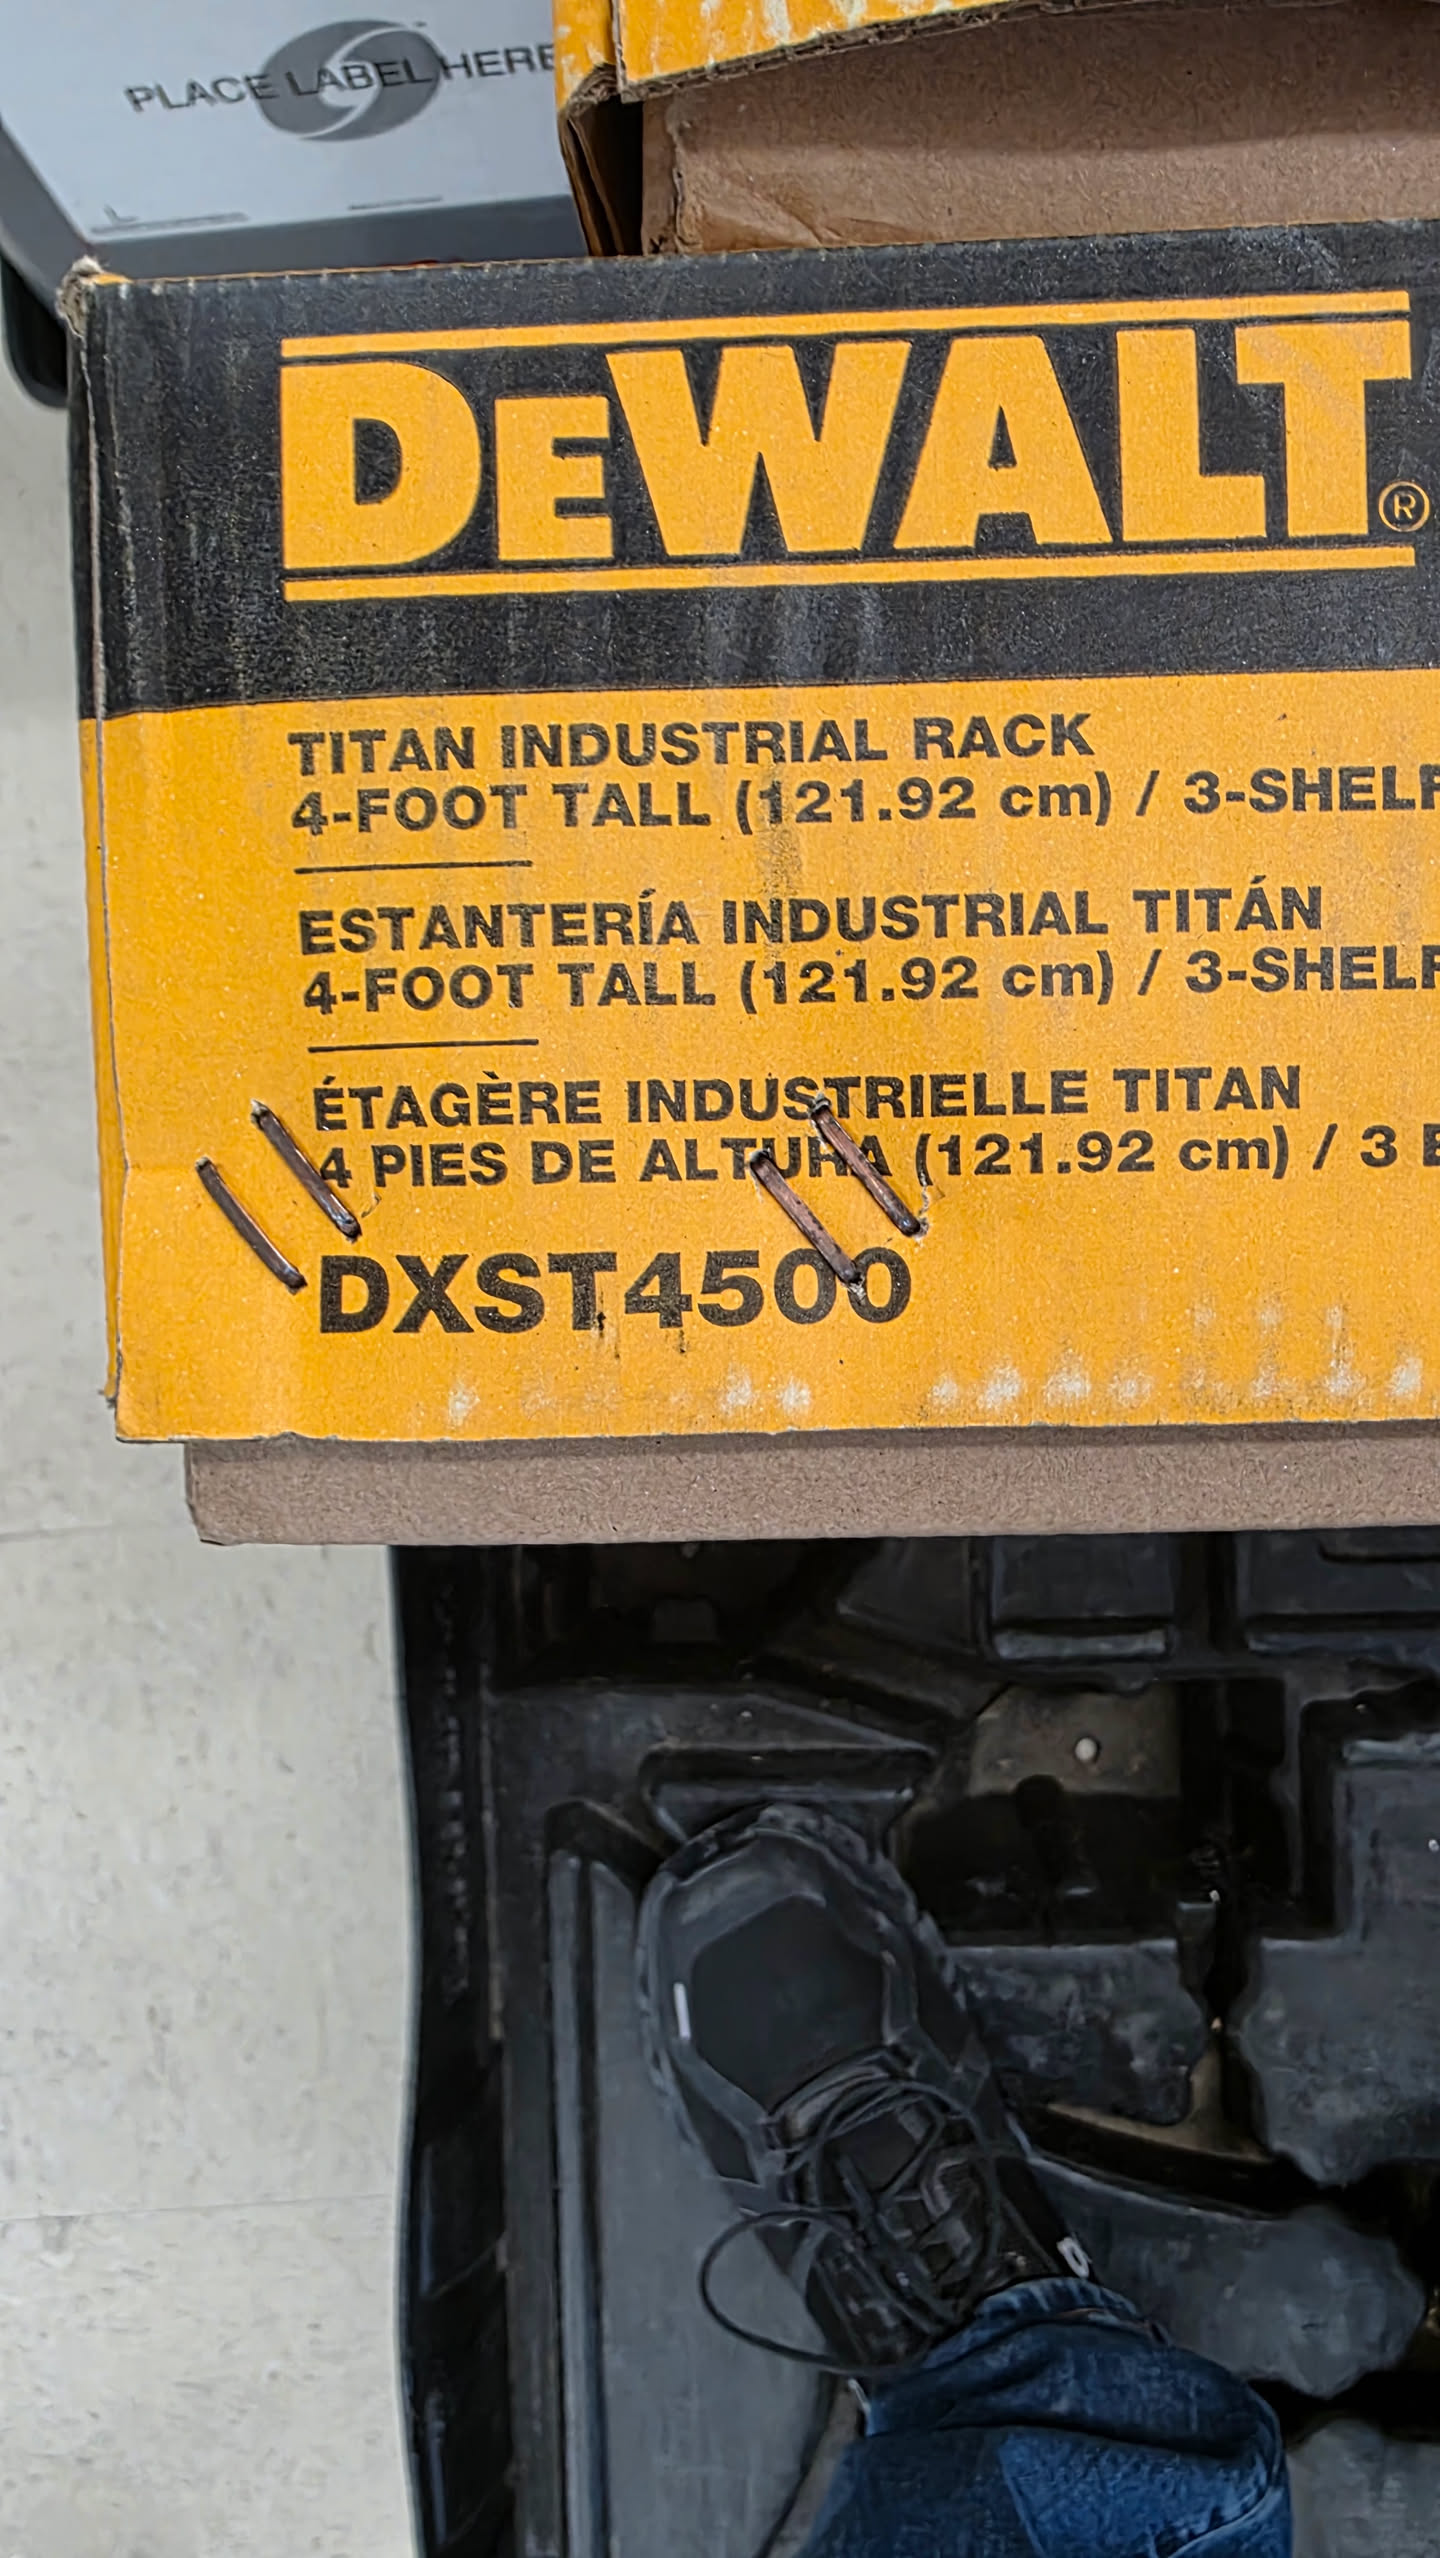 PLACE LABEL HERE
L
DEWALT®
TITAN INDUSTRIAL RACK
4-FOOT TALL (121.92 cm) / 3-SHELF
ESTANTERÍA INDUSTRIAL TITÁN
4-FOOT TALL (121.92 cm) / 3-SHELF
ÉTAGÈRE INDUSTRIELLE TITAN
4 PIES DE ALTURA (121.92 cm) / 3
DXST4500